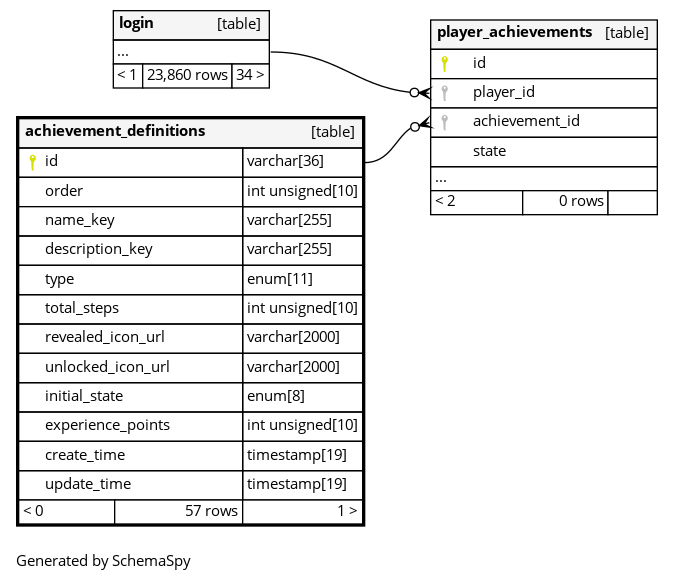 login [table]
...
< 1 23,860 rows 34 >
player_achievements [table]
id
player_id
achievement_id
state
...
< 2 0 rows
achievement_definitions [table]
id varchar[36]
order int unsigned[10]
name_key varchar[255]
description_key varchar[255]
type enum[11]
total_steps int unsigned[10]
revealed_icon_url varchar[2000]
unlocked_icon_url varchar[2000]
initial_state enum[8]
experience_points int unsigned[10]
create_time timestamp[19]
update_time timestamp[19]
< 0 57 rows 1 >
Generated by SchemaSpy